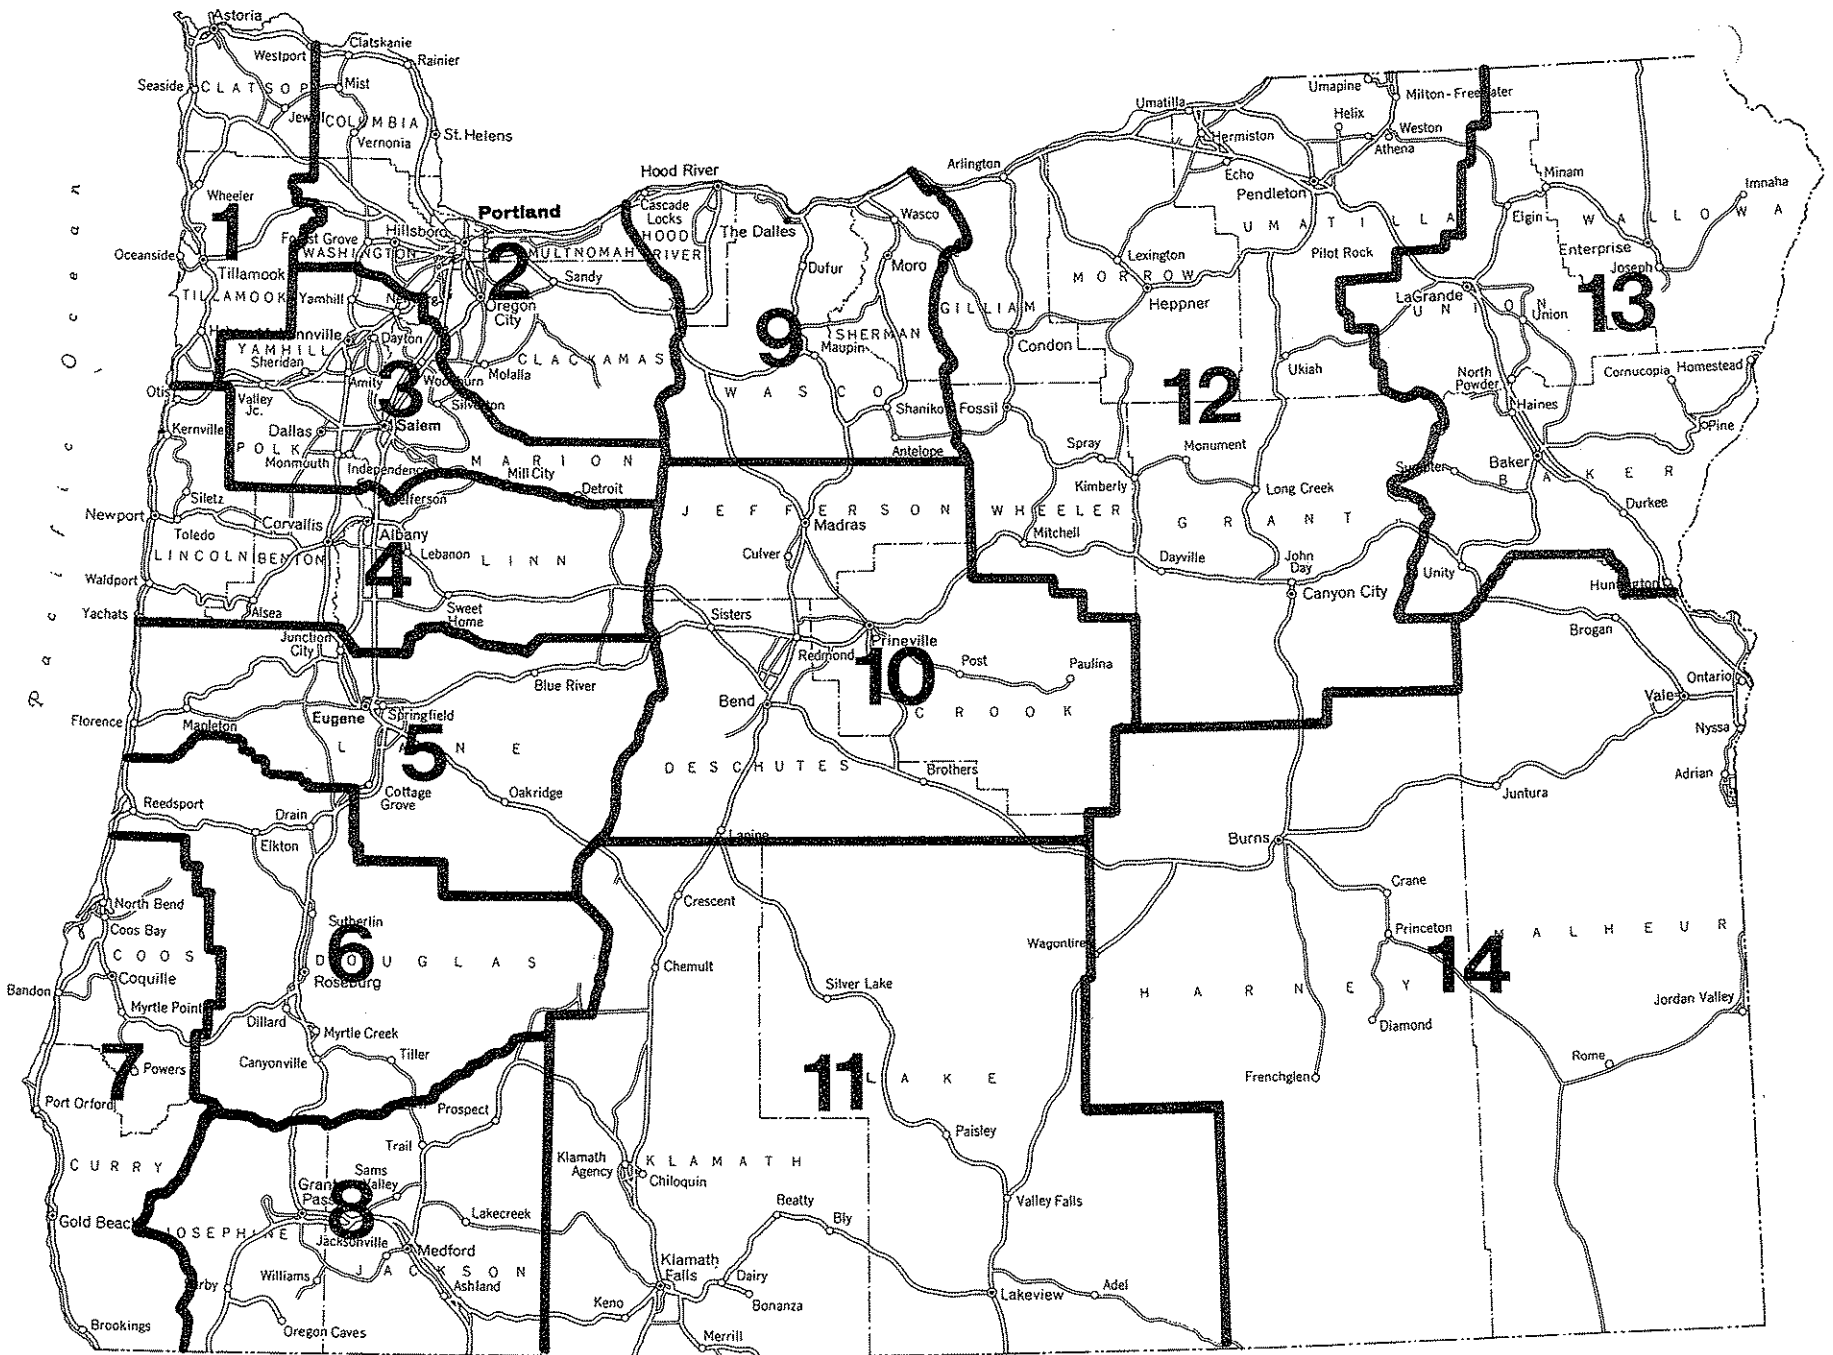 Astoria
Clatskanie
Westport
Rainier
Seaside
CLATSOP
Mist
COLUMBIA
St. Helens
Vernonia
Wheeler
1
Portland
Hillsboro
WASHINGTON
MULTNOMAH
2
Oceanside
Tillamook
TILLAMOOK
Yamhill
Sandy
Oregon
City
Dayton
YAMHILL
Sheridan
CLACKAMAS
Molalla
Amity
3
Otis
Valley
Jc.
Silverton
Kernville
Dallas
Salem
POLK
Monmouth
Independence
MARION
Mill City
Detroit
Siletz
Newport
Toledo
Corvallis
Albany
Lebanon
LINCOLN
BENTON
4
LINN
Waldport
Yachats
Alsea
Sweet
Home
Junction
City
Blue River
Florence
Mapleton
Eugene
Springfield
5
LANE
Cottage
Grove
Oakridge
Reedsport
Drain
Elkton
North Bend
Coos Bay
COOS
Coquille
Sutherlin
6
DOUGLAS
Roseburg
Bandon
Myrtle Point
Dillard
Myrtle Creek
7
Powers
Canyonville
Tiller
Port Orford
Prospect
Trail
CURRY
Sams
Valley
8
Gold Beach
JOSEPHINE
Lakecreek
Jacksonville
Medford
JACKSON
Williams
Ashland
Oregon Caves
Brookings
Hood River
Cascade
Locks
HOOD
RIVER
The Dalles
Wasco
Dufur
Moro
9
SHERMAN
Maupin
WASCO
Shaniko
Antelope
JEFFERSON
Madras
Culver
Sisters
Redmond
Prineville
10
Post
Paulina
Bend
CROOK
DESCHUTES
Brothers
Lapine
Crescent
Chemult
Silver Lake
11
LAKE
Paisley
Klamath
Agency
KLAMATH
Chiloquin
Beatty
Bly
Valley Falls
Klamath
Falls
Dairy
Bonanza
Keno
Merrill
Lakeview
Adel
Arlington
Umatilla
Hermiston
Echo
Umapine
Milton-Freewater
Helix
Weston
Athena
Pendleton
UMATILLA
Pilot Rock
Lexington
MORROW
Heppner
GILLIAM
Condon
Ukiah
12
Fossil
Spray
Monument
Kimberly
Long Creek
WHEELER
GRANT
Mitchell
Dayville
John
Day
Canyon City
Minam
Imnaha
Elgin
WALLOWA
Enterprise
Joseph
LaGrande
UNION
Union
13
North
Powder
Haines
Cornucopia
Homestead
Pine
Baker
BAKER
Sumpter
Durkee
Unity
Huntington
Brogan
Ontario
Vale
Nyssa
Adrian
Juntura
Burns
Crane
Princeton
MALHEUR
14
Wagontire
HARNEY
Diamond
Jordan Valley
Rome
Frenchglen
Pacific Ocean